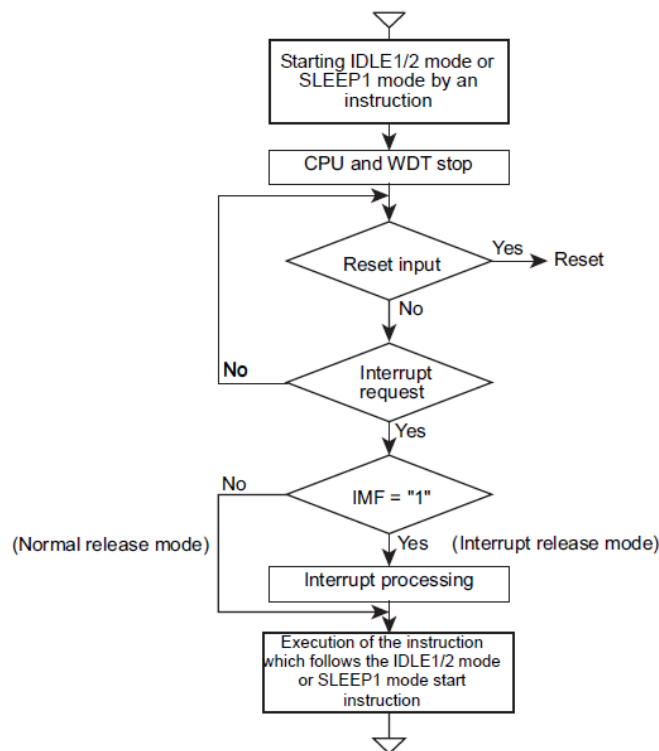 Starting IDLE1/2 mode or
SLEEP1 mode by an
instruction
CPU and WDT stop
Reset input
Yes
Reset
No
Interrupt
request
No
Yes
IMF = "1"
No
(Normal release mode)
Yes
(Interrupt release mode)
Interrupt processing
Execution of the instruction
which follows the IDLE1/2 mode
or SLEEP1 mode start
instruction